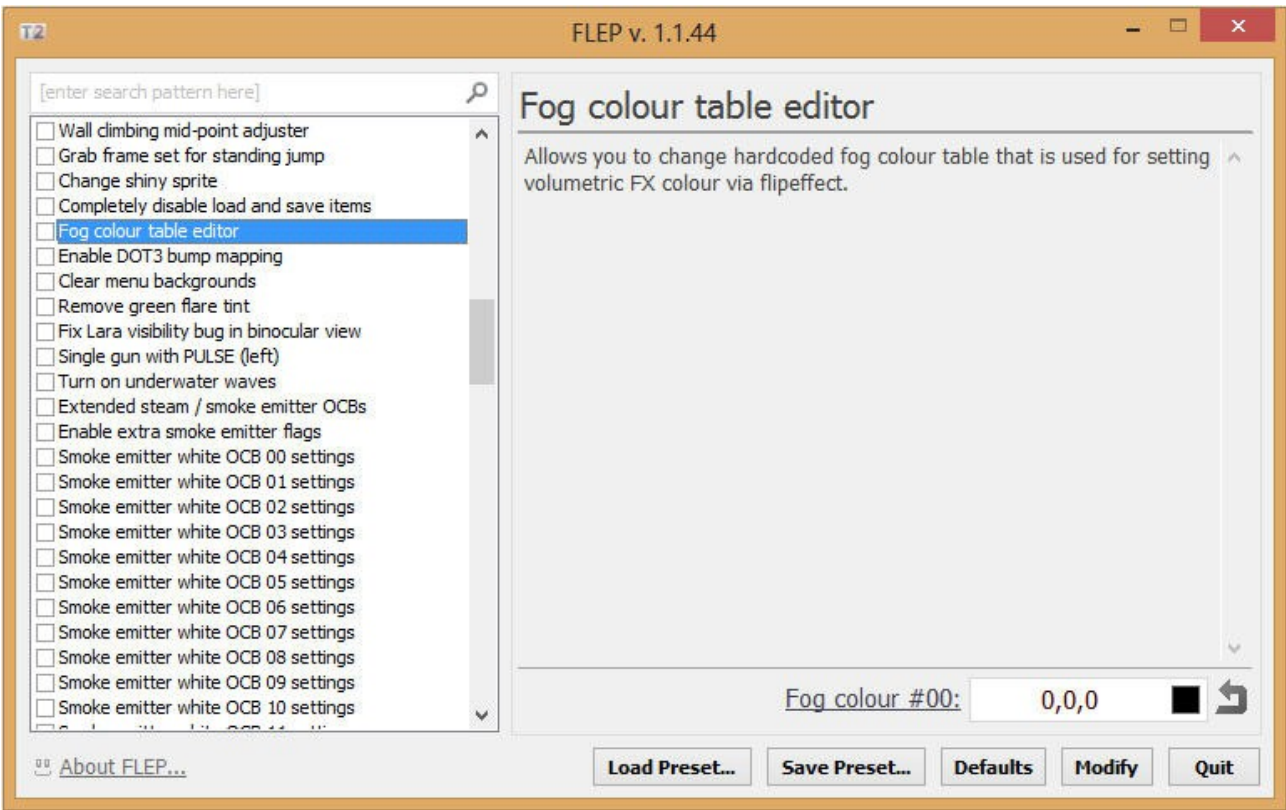 T2
FLEP v. 1.1.44
[enter search pattern here]
Wall climbing mid-point adjuster
Grab frame set for standing jump
Change shiny sprite
Completely disable load and save items
Fog colour table editor
Enable DOT3 bump mapping
Clear menu backgrounds
Remove green flare tint
Fix Lara visibility bug in binocular view
Single gun with PULSE (left)
Turn on underwater waves
Extended steam / smoke emitter OCBs
Enable extra smoke emitter flags
Smoke emitter white OCB 00 settings
Smoke emitter white OCB 01 settings
Smoke emitter white OCB 02 settings
Smoke emitter white OCB 03 settings
Smoke emitter white OCB 04 settings
Smoke emitter white OCB 05 settings
Smoke emitter white OCB 06 settings
Smoke emitter white OCB 07 settings
Smoke emitter white OCB 08 settings
Smoke emitter white OCB 09 settings
Smoke emitter white OCB 10 settings
Fog colour table editor
Allows you to change hardcoded fog colour table that is used for setting
volumetric FX colour via flipeffect.
Fog colour #00:
0,0,0
About FLEP...
Load Preset...
Save Preset...
Defaults
Modify
Quit